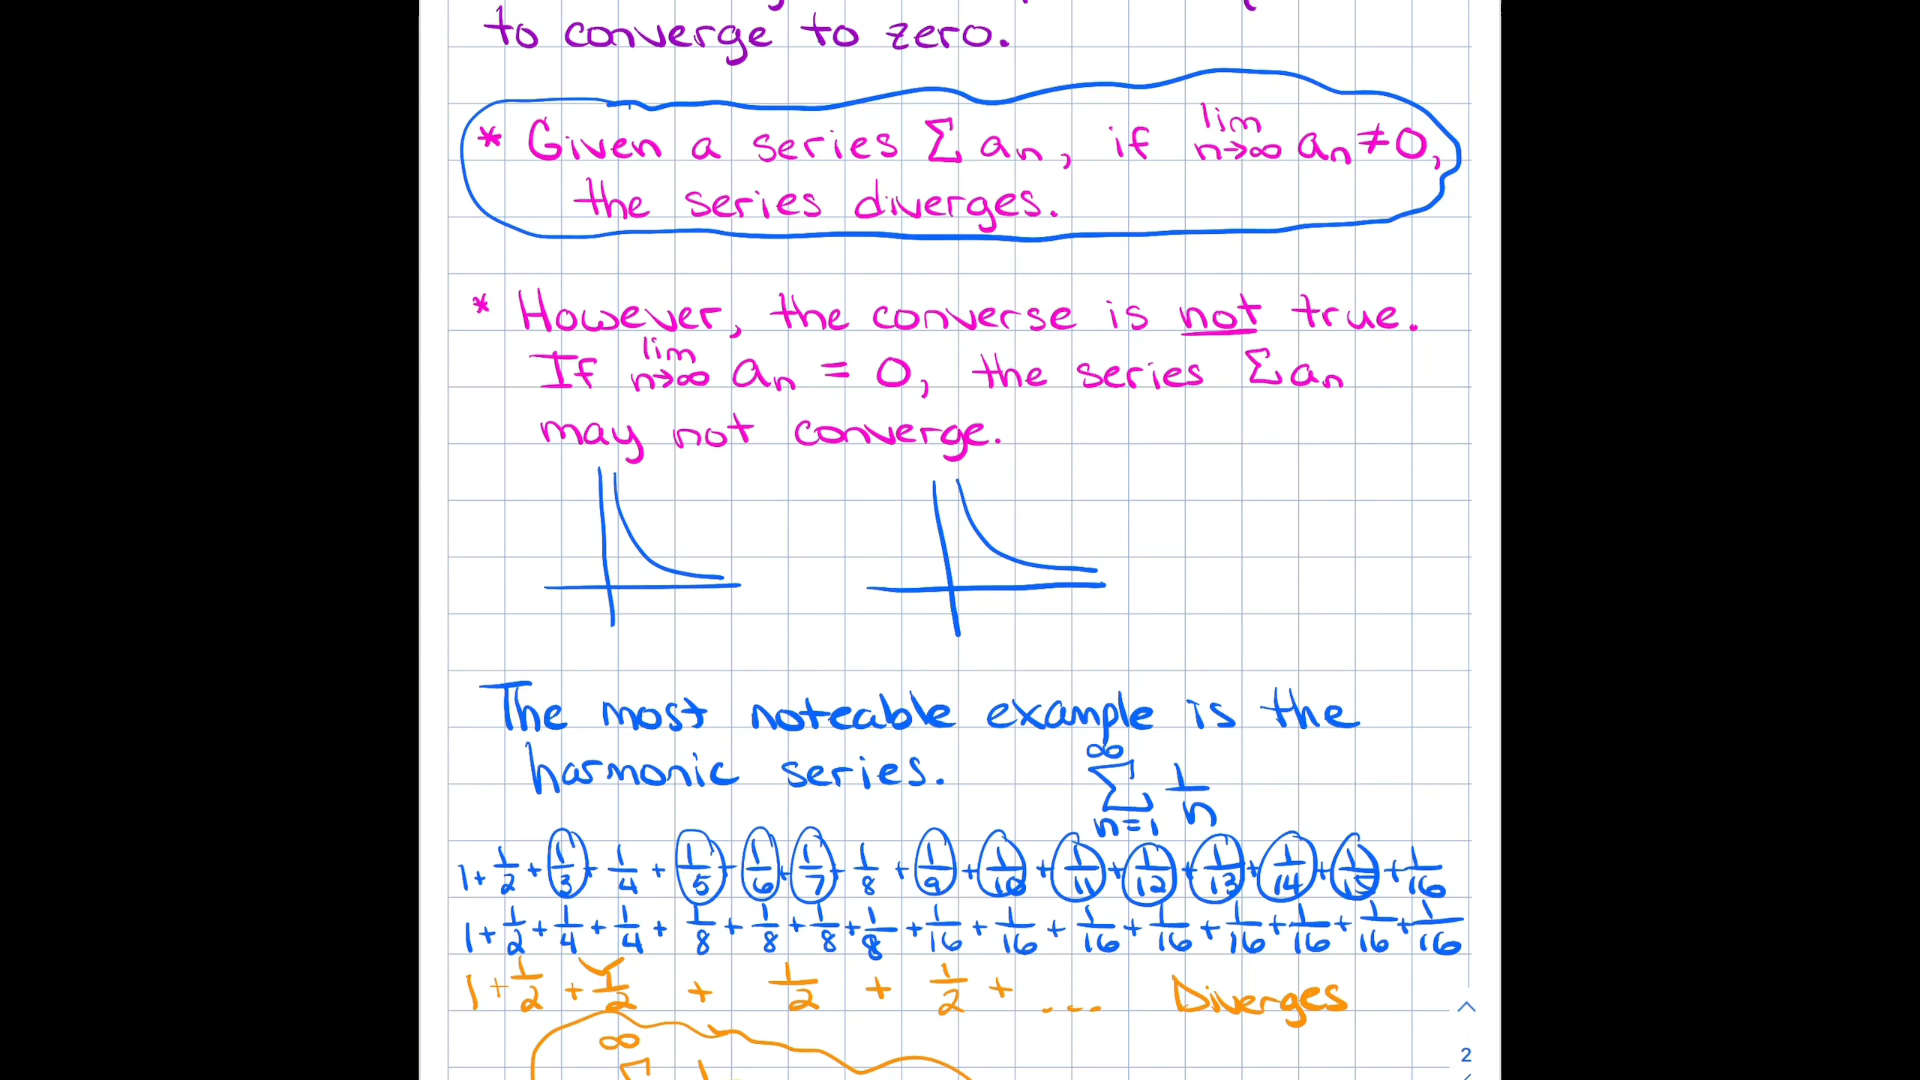 to converge to zero.
* Given a series Σ an, if lim n→∞ an ≠ 0,
the series diverges.
* However, the converse is not true.
If lim n→∞ an = 0, the series Σ an
may not converge.
The most noteable example is the
harmonic series. ∞ Σ n=1 1/n
1 + 1/2 + 1/3 + 1/4 + 1/5 + 1/6 + 1/7 + 1/8 + 1/9 + 1/10 + 1/11 + 1/12 + 1/13 + 1/14 + 1/15 + 1/16
1 + 1/2 + 1/4 + 1/4 + 1/8 + 1/8 + 1/8 + 1/8 + 1/16 + 1/16 + 1/16 + 1/16 + 1/16 + 1/16 + 1/16 + 1/16
1 + 1/2 + 1/2 + 1/2 + 1/2 + ... Diverges
∞
2